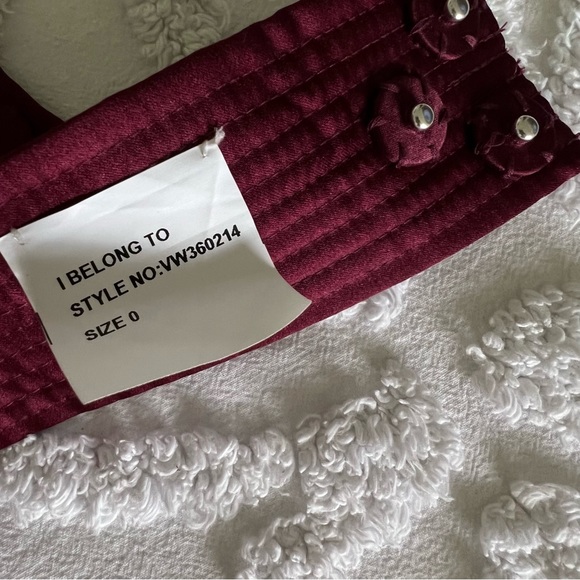 I BELONG TO
STYLE NO:VW360214
SIZE 0